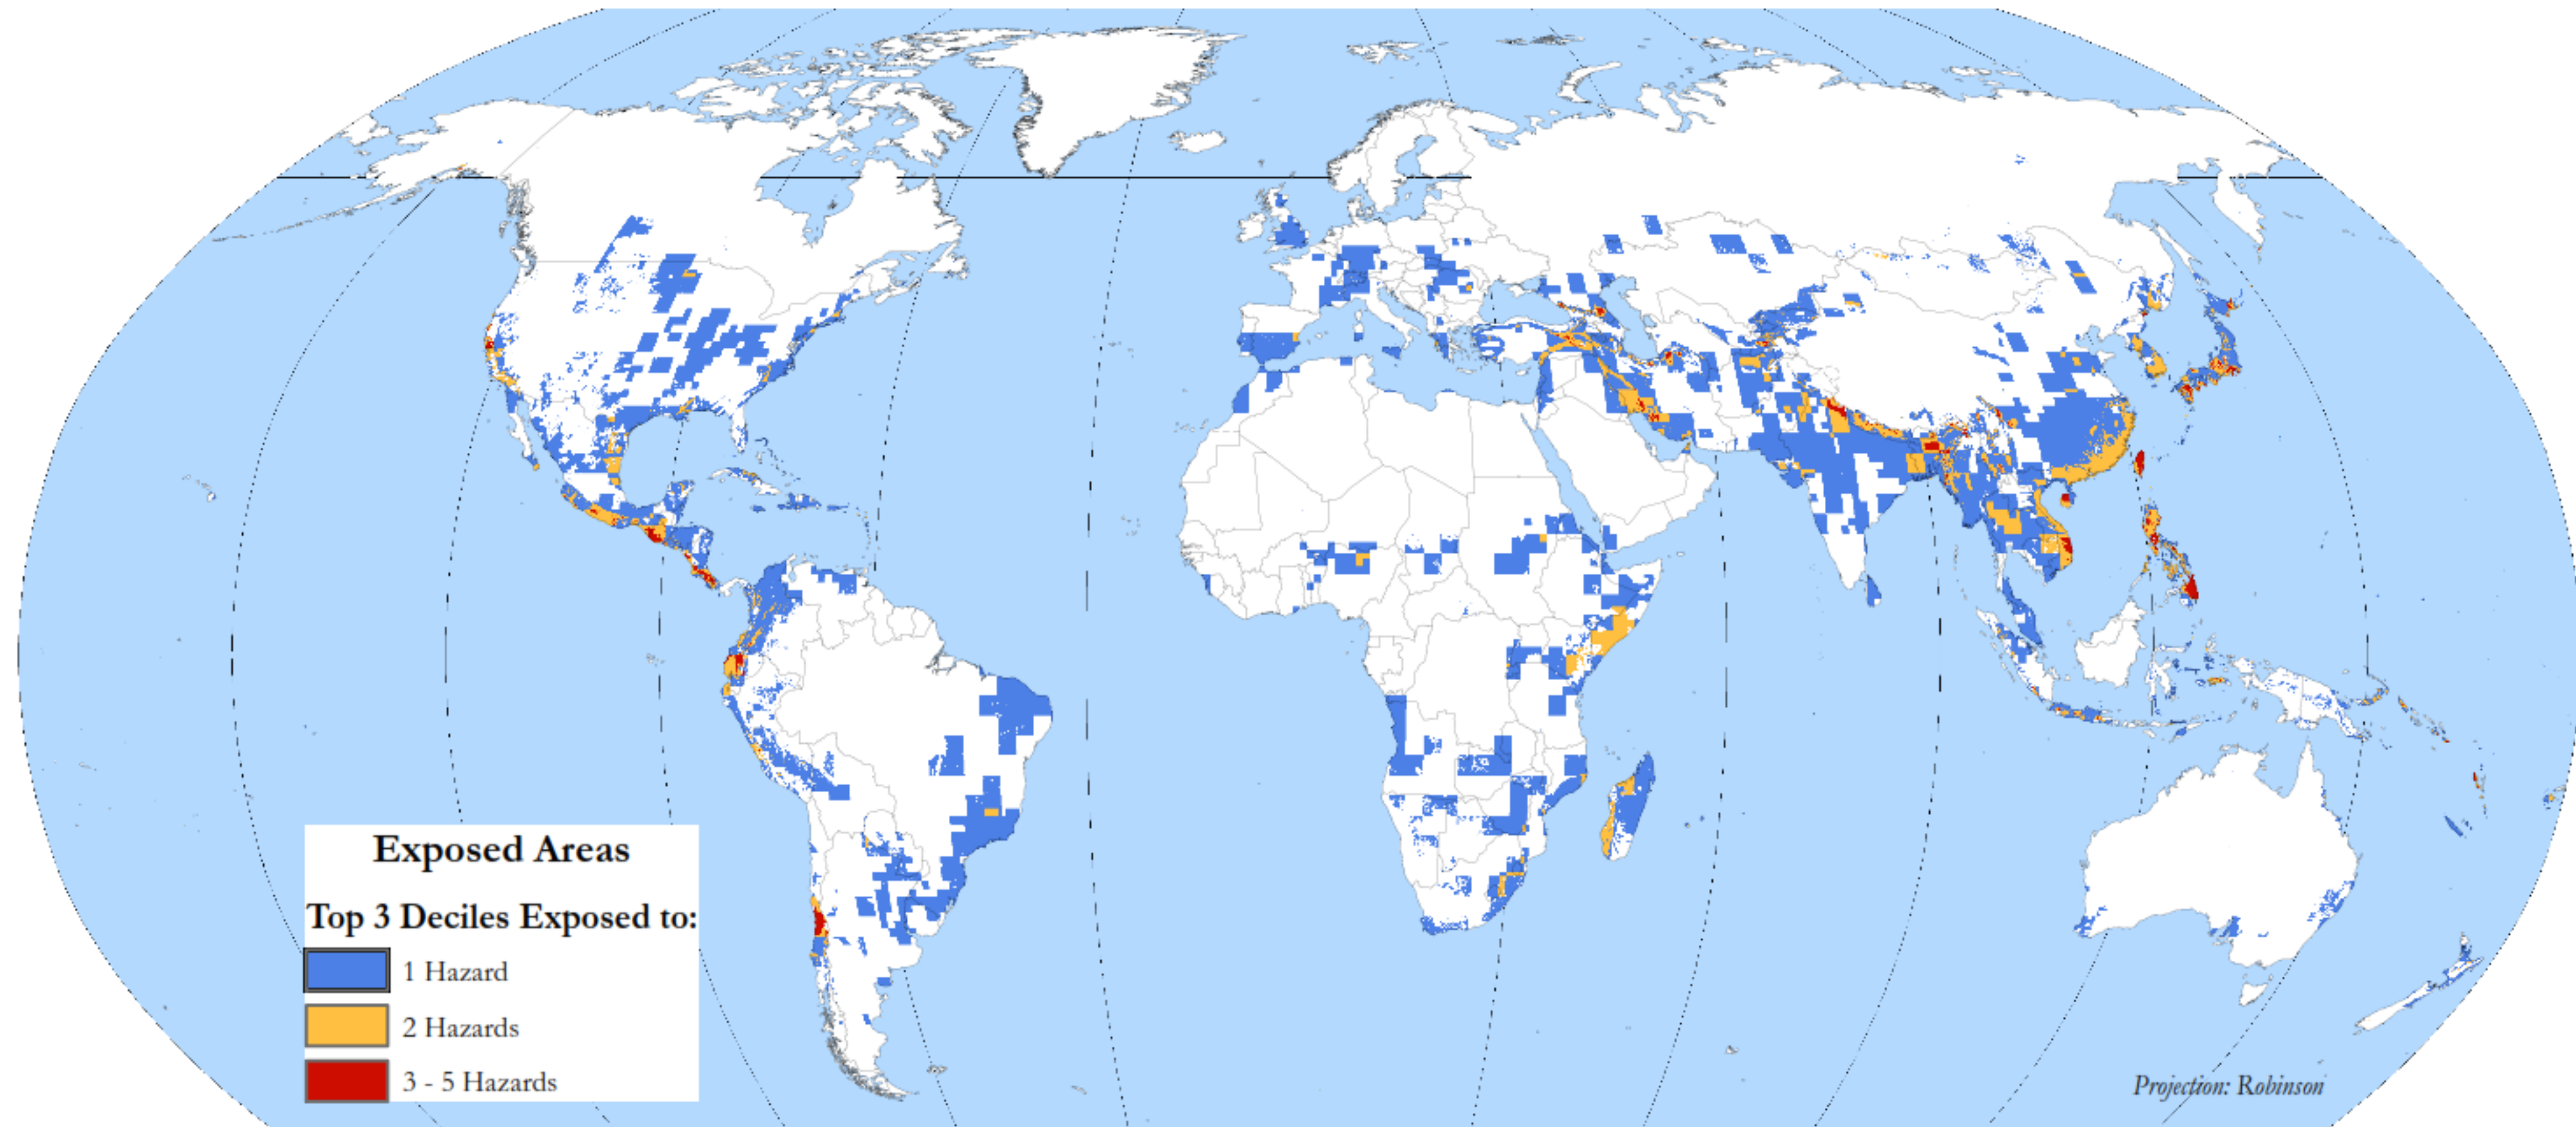 Exposed Areas
Top 3 Deciles Exposed to:
1 Hazard
2 Hazards
3 - 5 Hazards
Projection: Robinson